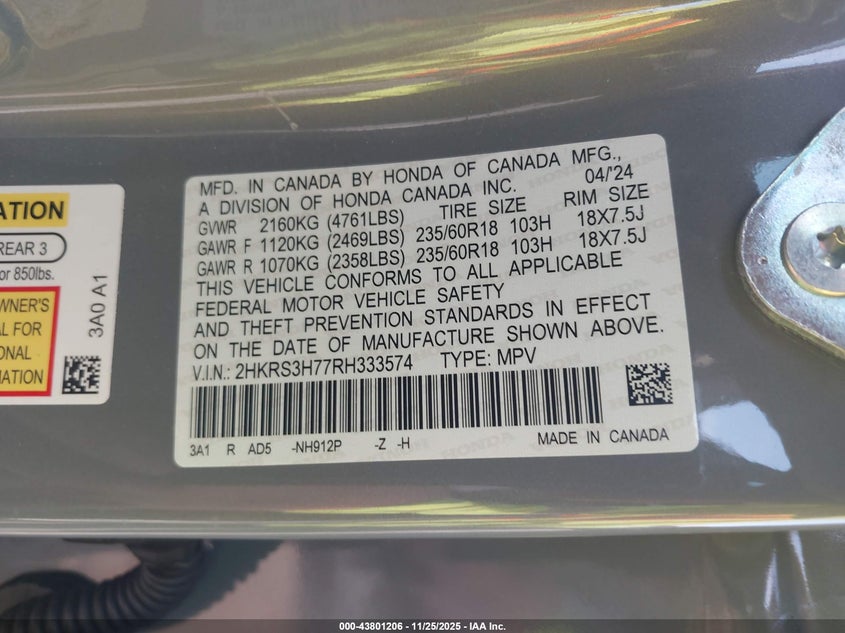 ATION
REAR 3
or 850lbs.
OWNER'S
AL FOR
ONAL
MATION
3A0 A1
MFD. IN CANADA BY HONDA OF CANADA MFG.,
A DIVISION OF HONDA CANADA INC. 04/'24
GVWR 2160KG (4761LBS) TIRE SIZE RIM SIZE
GAWR F 1120KG (2469LBS) 235/60R18 103H 18X7.5J
GAWR R 1070KG (2358LBS) 235/60R18 103H 18X7.5J
THIS VEHICLE CONFORMS TO ALL APPLICABLE
FEDERAL MOTOR VEHICLE SAFETY
AND THEFT PREVENTION STANDARDS IN EFFECT
ON THE DATE OF MANUFACTURE SHOWN ABOVE.
V.I.N.: 2HKRS3H77RH333574 TYPE: MPV
3A1 R AD5 -NH912P -Z -H MADE IN CANADA
000-43801206 - 11/25/2025 - IAA Inc.